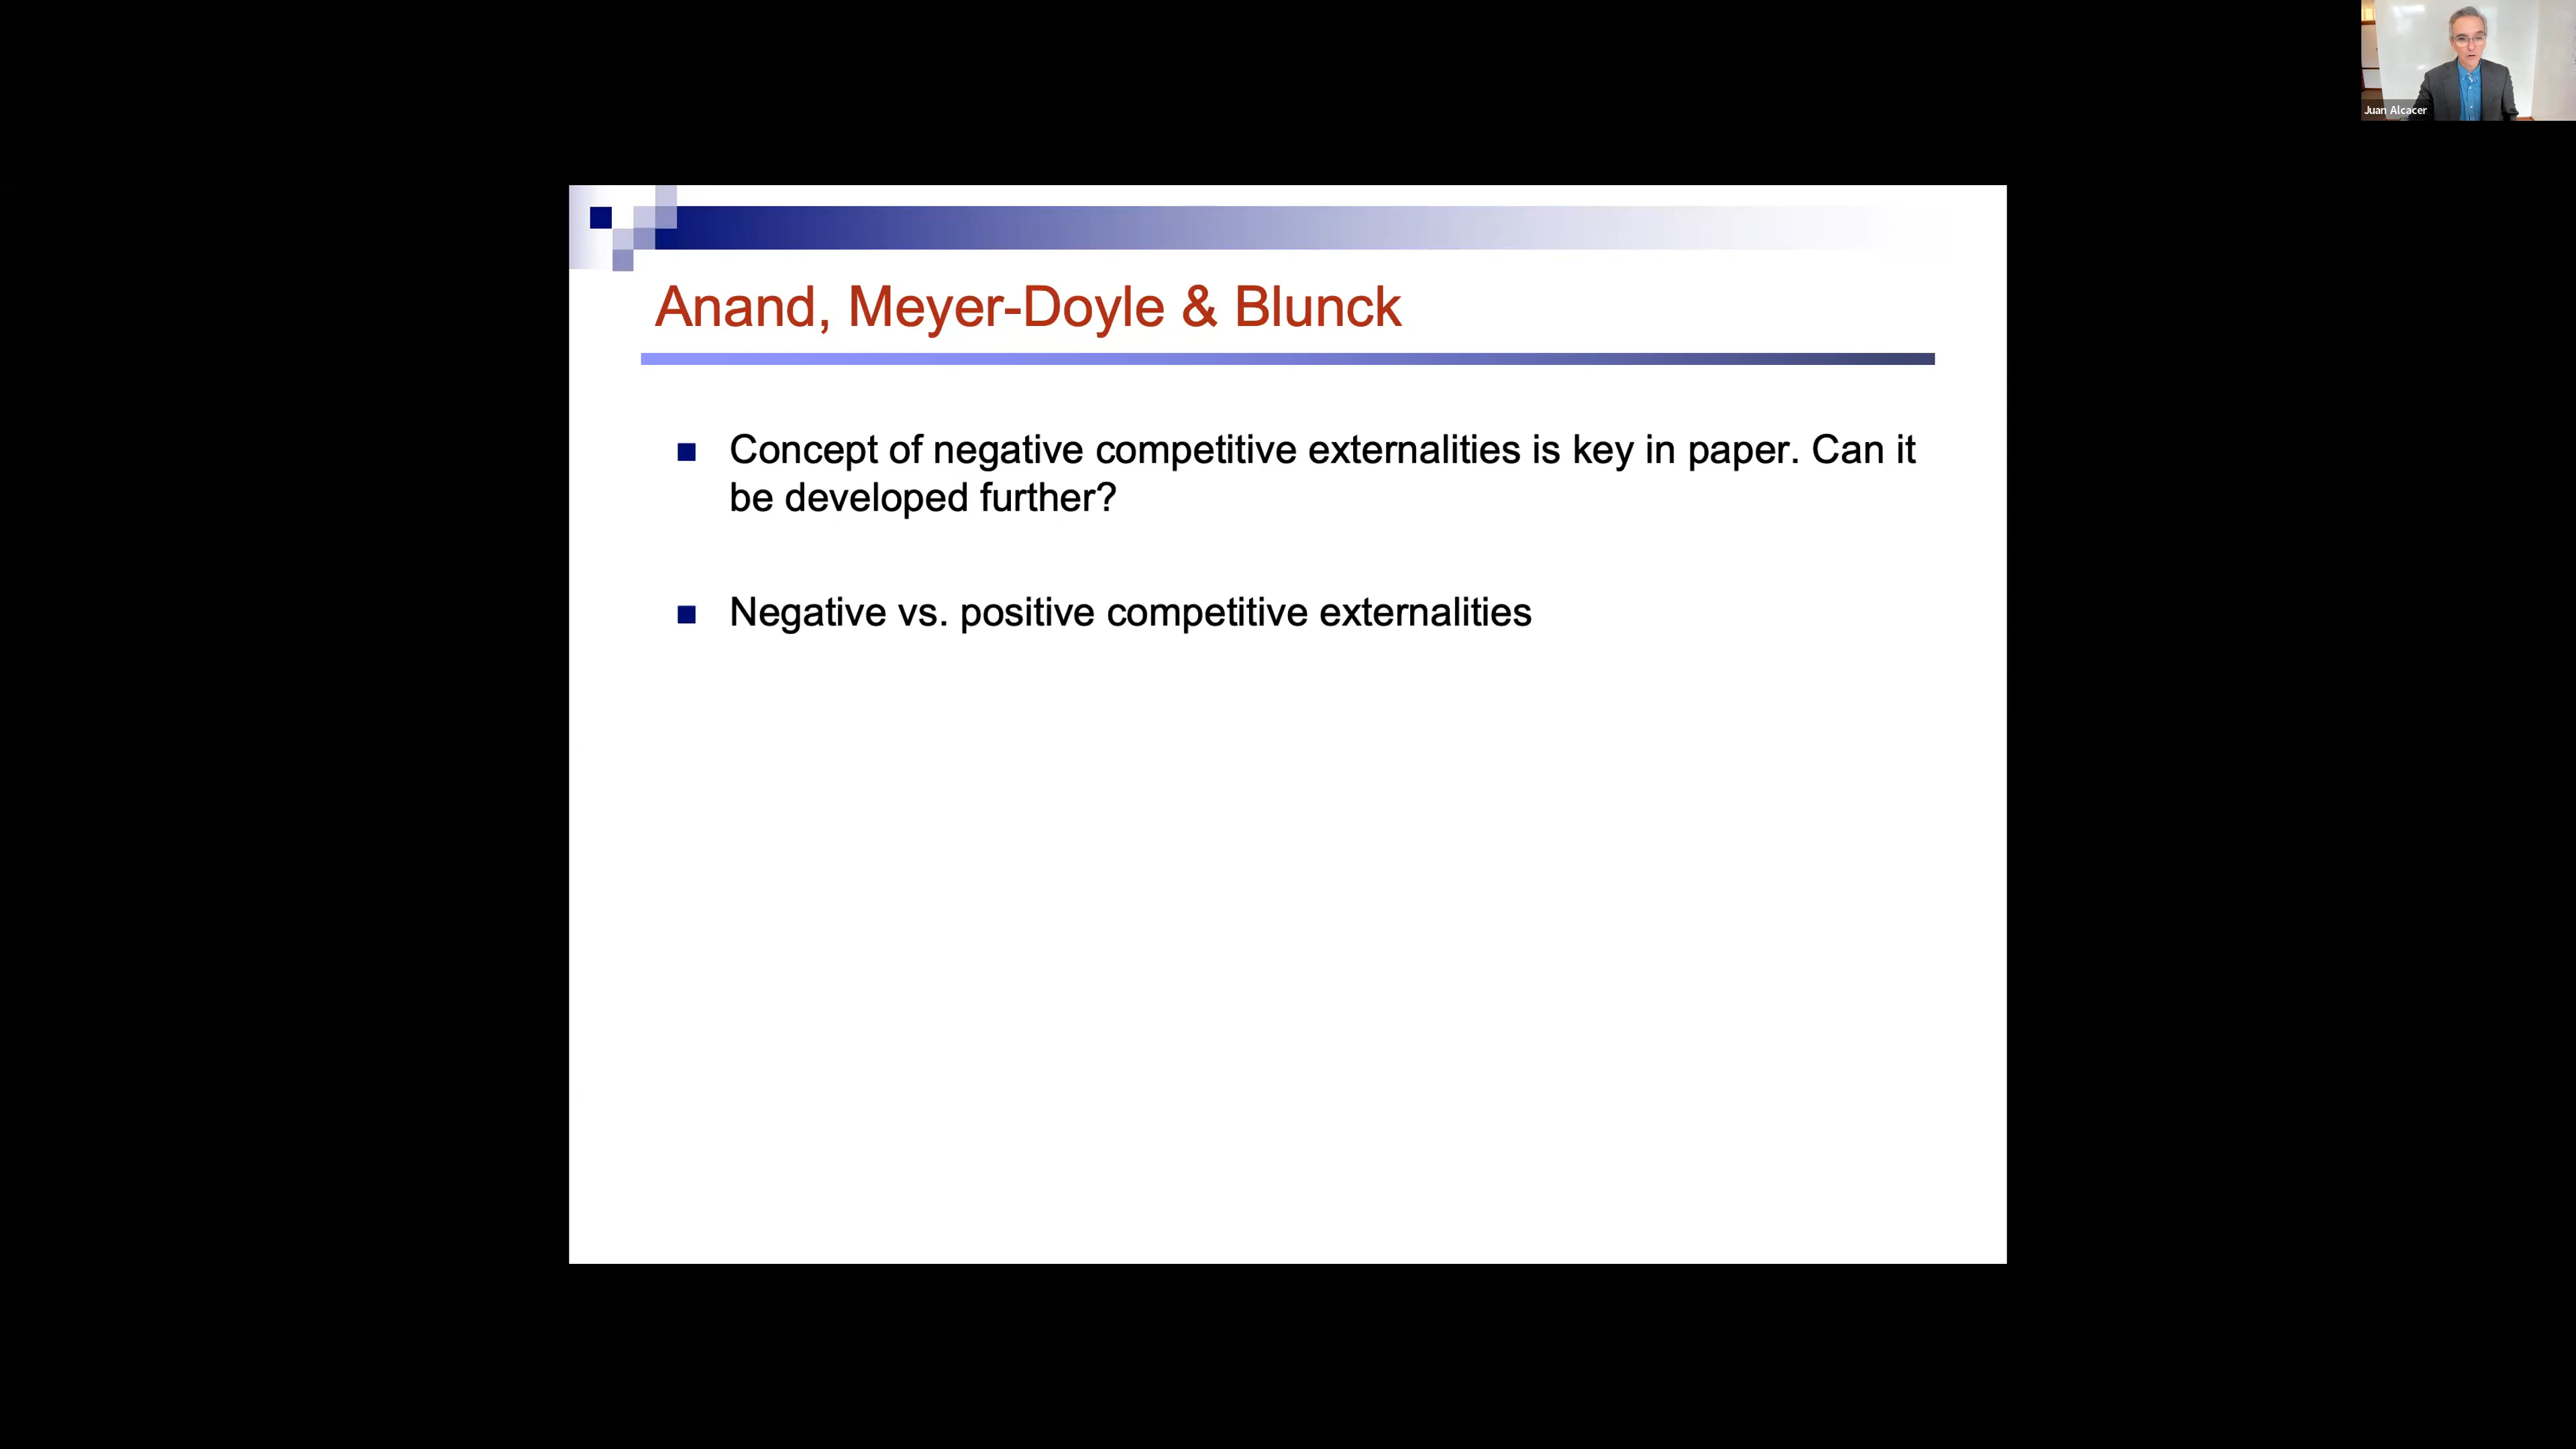 Juan Alcacer
Anand, Meyer-Doyle & Blunck
Concept of negative competitive externalities is key in paper. Can it
be developed further?
Negative vs. positive competitive externalities